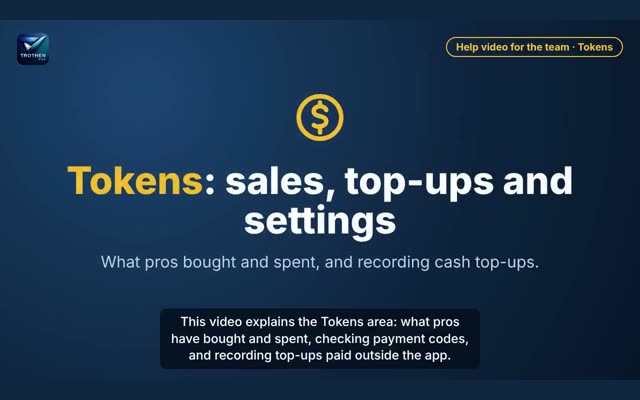 TROTHEN
Help video for the team · Tokens
Tokens: sales, top-ups and
settings
What pros bought and spent, and recording cash top-ups.
This video explains the Tokens area: what pros
have bought and spent, checking payment codes,
and recording top-ups paid outside the app.